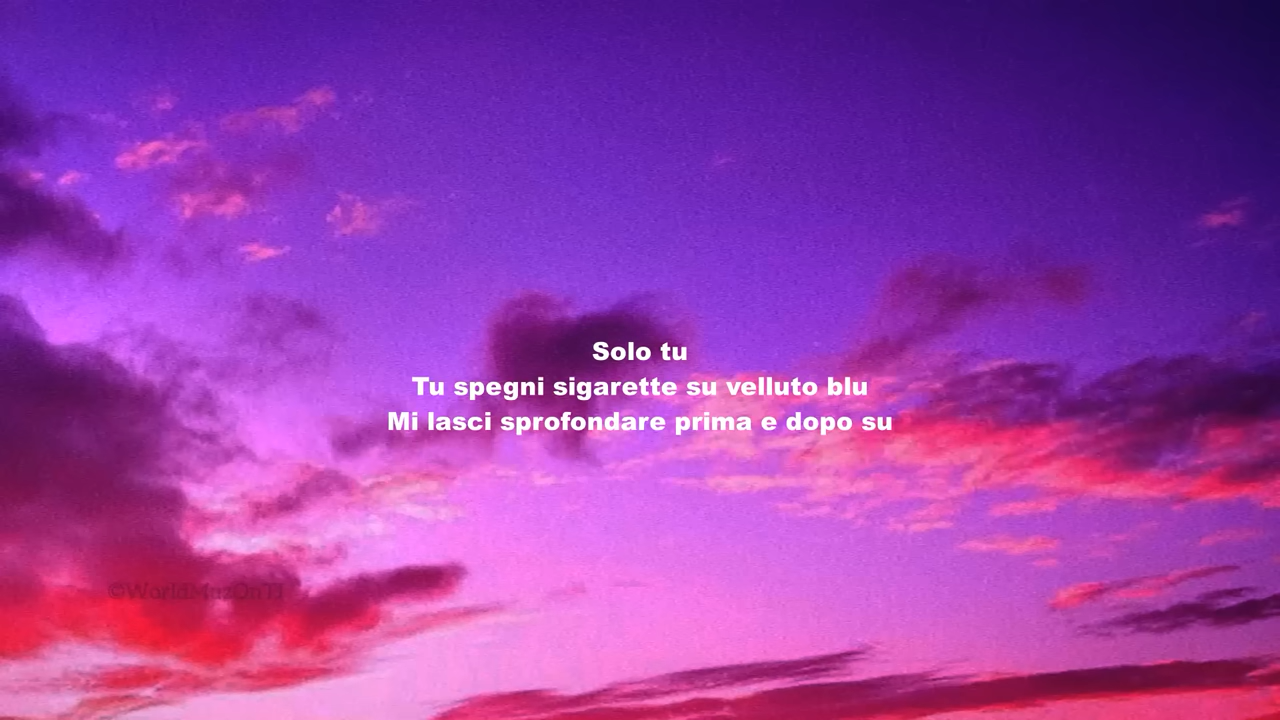 Solo tu
Tu spegni sigarette su velluto blu
Mi lasci sprofondare prima e dopo su